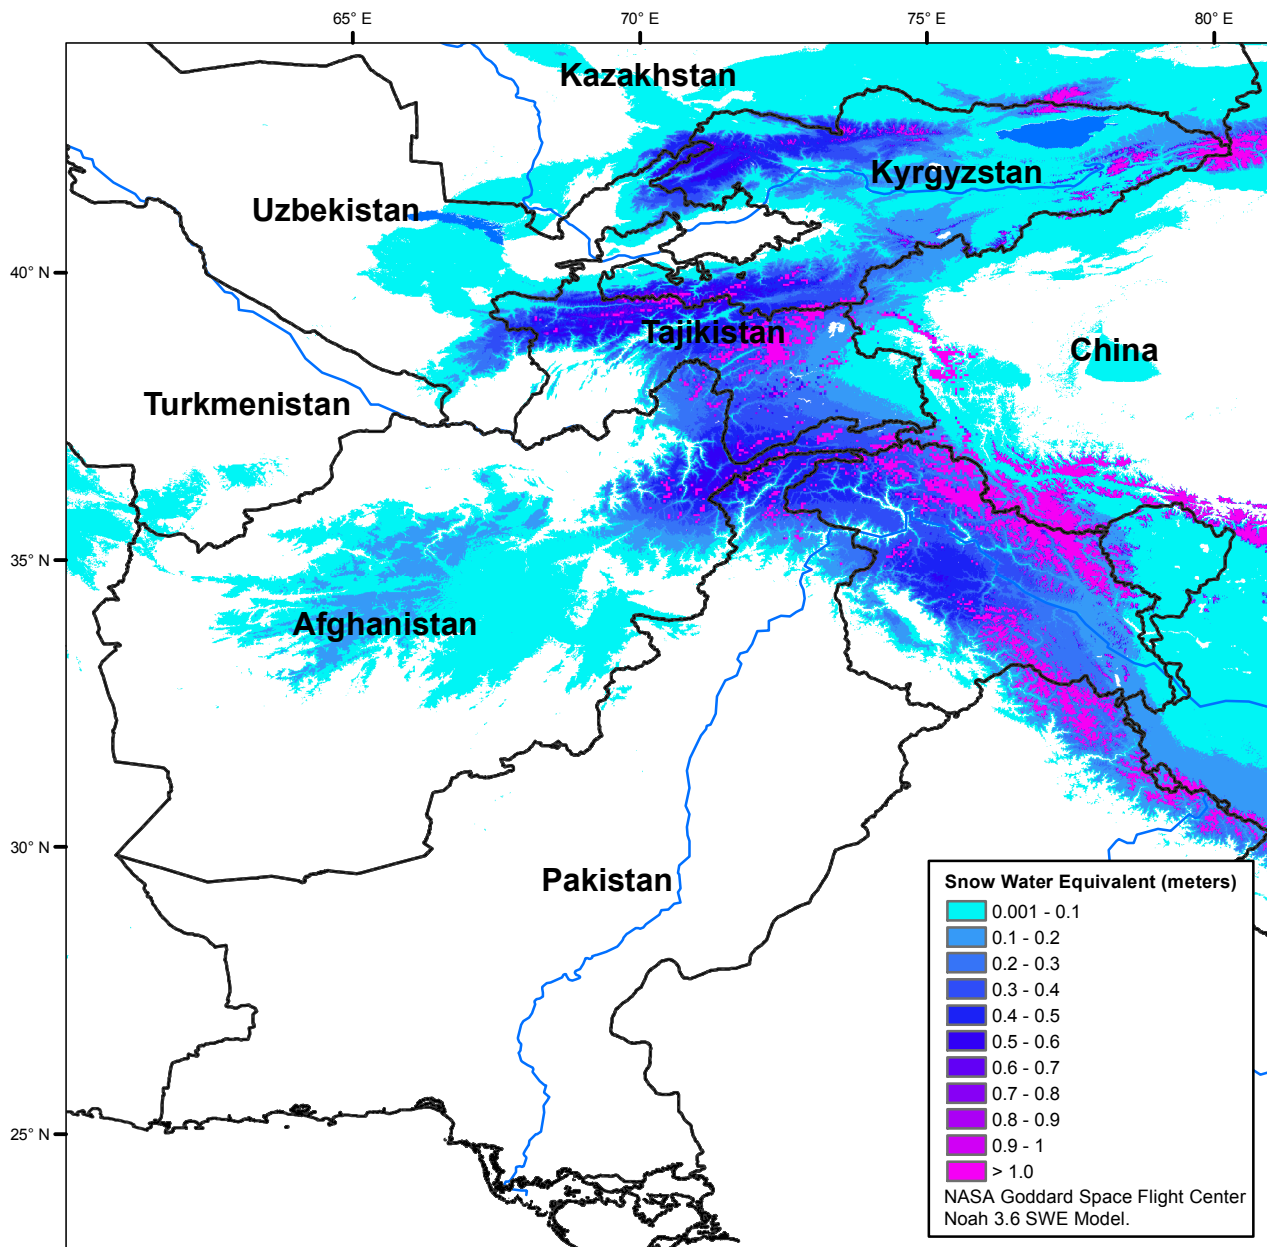 65° E
70° E
75° E
80° E
Kazakhstan
Kyrgyzstan
Uzbekistan
40° N
Tajikistan
China
Turkmenistan
35° N
Afghanistan
30° N
Pakistan
25° N
Snow Water Equivalent (meters)
0.001 - 0.1
0.1 - 0.2
0.2 - 0.3
0.3 - 0.4
0.4 - 0.5
0.5 - 0.6
0.6 - 0.7
0.7 - 0.8
0.8 - 0.9
0.9 - 1
> 1.0
NASA Goddard Space Flight Center
Noah 3.6 SWE Model.